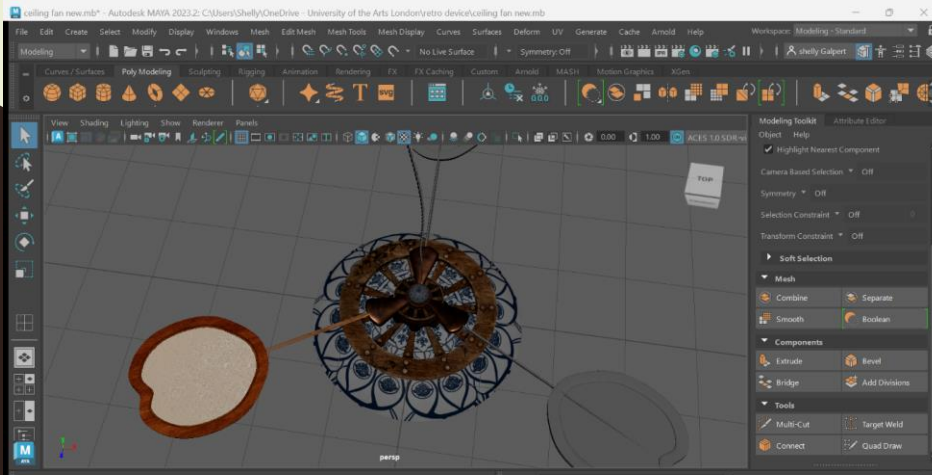 ceiling fan new.mb* - Autodesk MAYA 2023.2: C:\Users\Shelly\OneDrive - University of the Arts London\retro device\ceiling fan new.mb
File Edit Create Select Modify Display Windows Mesh Edit Mesh Mesh Tools Mesh Display Curves Surfaces Deform UV Generate Cache Arnold Help Workspace: Modeling - Standard
Modeling No Live Surface Symmetry: Off shelly Galpert
Curves / Surfaces Poly Modeling Sculpting Rigging Animation Rendering FX FX Caching Custom Arnold MASH Motion Graphics XGen
T SVG
View Shading Lighting Show Renderer Panels
0.00 1.00 ACES 1.0 SDR-v
Modeling Toolkit Attribute Editor
Object Help
Highlight Nearest Component
Camera Based Selection Off
Symmetry Off
Selection Constraint Off 0
Transform Constraint Off
Soft Selection
Mesh
Combine Separate
Smooth Boolean
Components
Extrude Bevel
Bridge Add Divisions
Tools
Multi-Cut Target Weld
Connect Quad Draw
TOP
persp
M